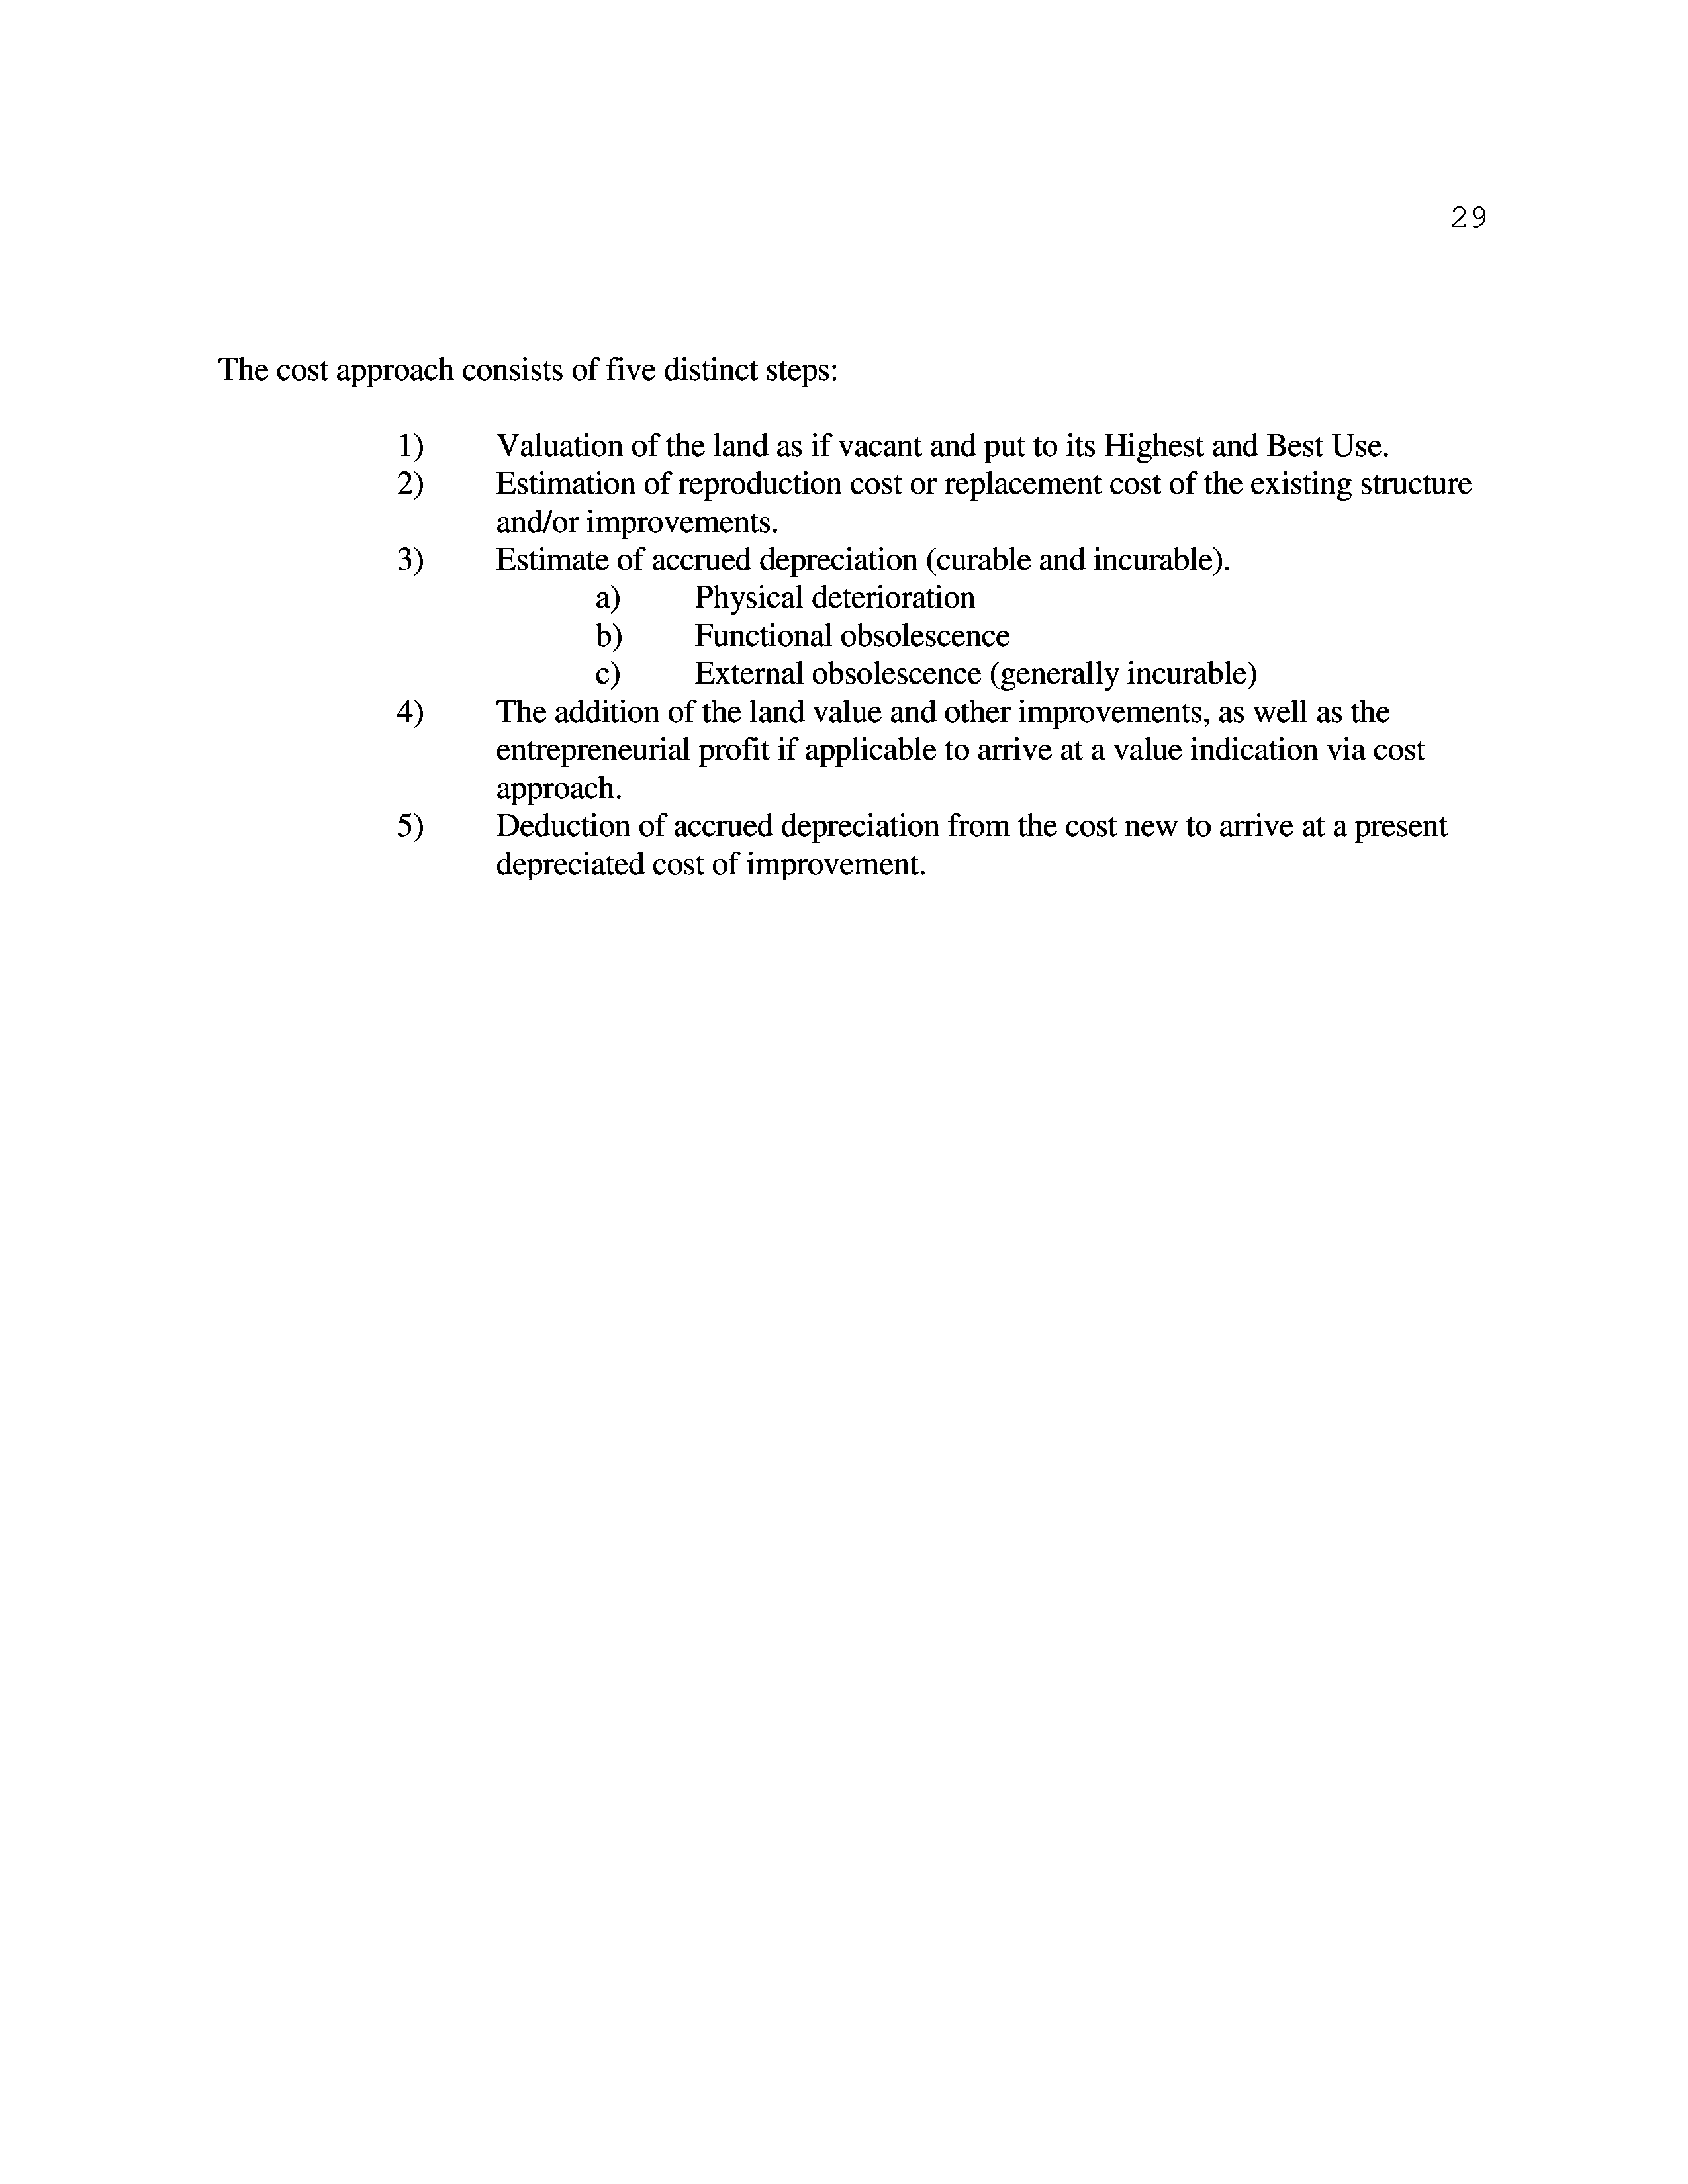 29
The cost approach consists of five distinct steps:
1) Valuation of the land as if vacant and put to its Highest and Best Use.
2) Estimation of reproduction cost or replacement cost of the existing structure
and/or improvements.
3) Estimate of accrued depreciation (curable and incurable).
a) Physical deterioration
b) Functional obsolescence
c) External obsolescence (generally incurable)
4) The addition of the land value and other improvements, as well as the
entrepreneurial profit if applicable to arrive at a value indication via cost
approach.
5) Deduction of accrued depreciation from the cost new to arrive at a present
depreciated cost of improvement.